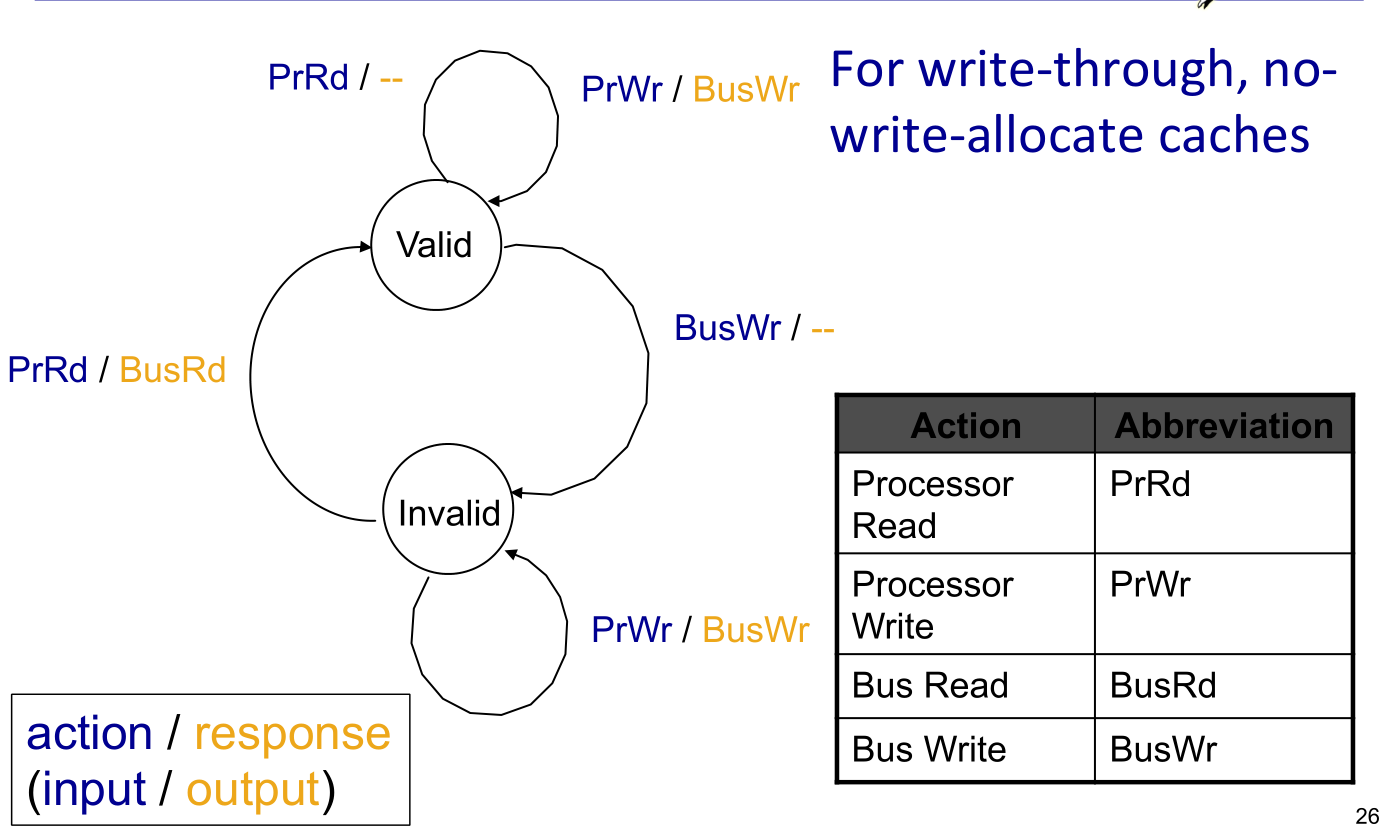 For write-through, no-
write-allocate caches
PrRd / --
PrWr / BusWr
Valid
BusWr / --
PrRd / BusRd
Invalid
PrWr / BusWr
Action Abbreviation
Processor
Read
PrRd
Processor
Write
PrWr
Bus Read BusRd
Bus Write BusWr
action / response
(input / output)
26